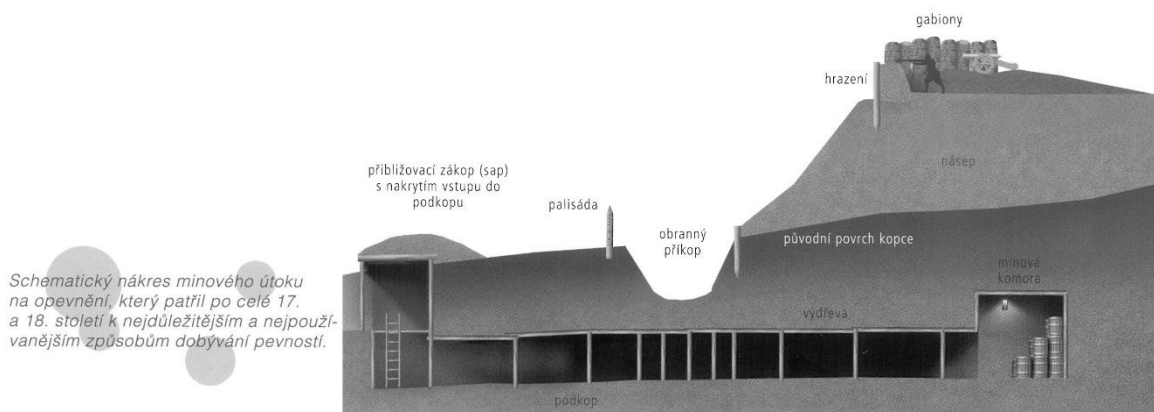 gabiony
hrazení
násep
přibližovací zákop (sap)
s nakrytím vstupu do
podkopu
palisáda
obranný
příkop
původní povrch kopce
minová
komora
výdřeva
podkop
Schematický nákres minového útoku
na opevnění, který patřil po celé 17.
a 18. století k nejdůležitějším a nejpouží-
vanějším způsobům dobývání pevností.